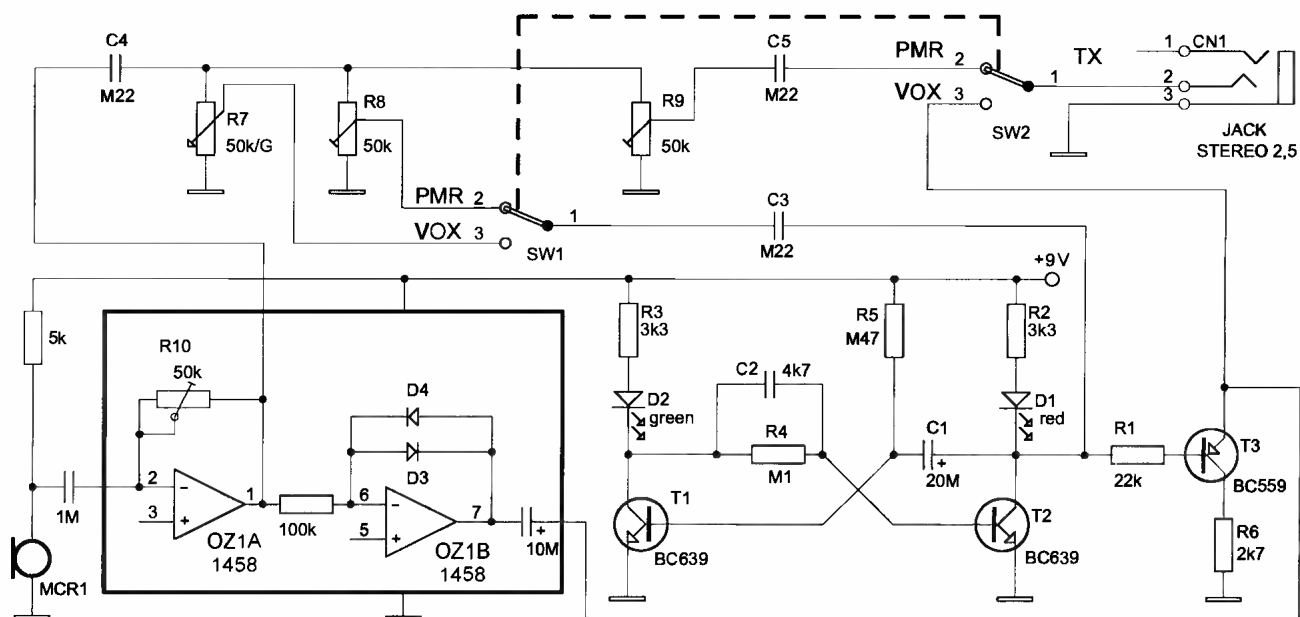 C4
M22
R7
50k/G
R8
50k
R9
50k
C5
M22
PMR 2
VOX 3
1
SW2
TX
1 CN1
2
3
JACK
STEREO 2,5
PMR 2
VOX 3
1
SW1
C3
M22
+9V
5k
R10
50k
R3
3k3
R5
M47
R2
3k3
C2 4k7
D4
D3
D2
green
D1
red
R4
M1
C1
+
20M
R1
22k
T3
BC559
1M
2
−
3
+
1
OZ1A
1458
100k
6
−
5
+
7
OZ1B
1458
+
10M
T1
BC639
T2
BC639
R6
2k7
MCR1